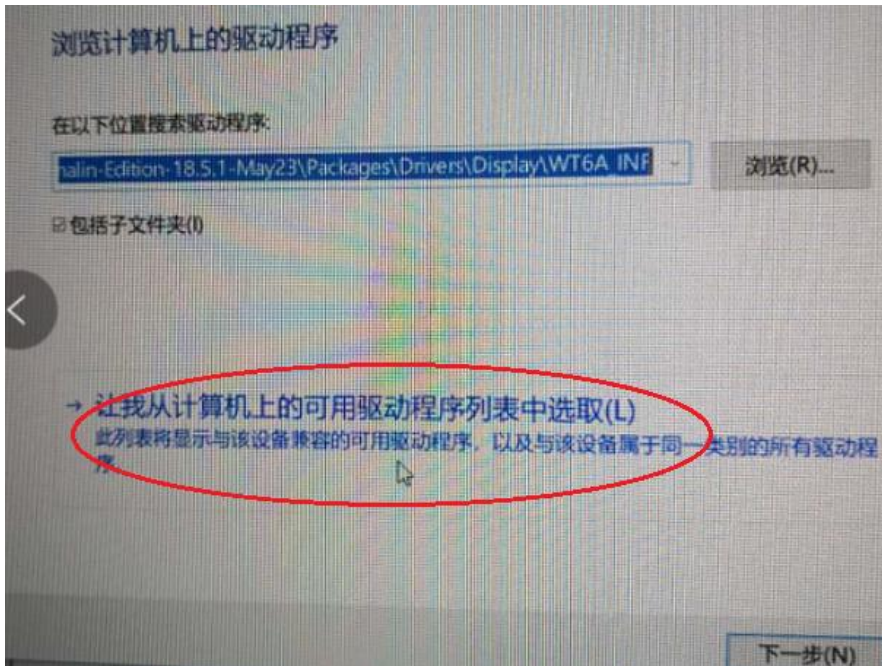 浏览计算机上的驱动程序
在以下位置搜索驱动程序:
nalin-Edition-18.5.1-May23\Packages\Drivers\Display\WT6A_INF
浏览(R)...
包括子文件夹(I)
→ 让我从计算机上的可用驱动程序列表中选取(L)
此列表将显示与该设备兼容的可用驱动程序，以及与该设备属于同一类别的所有驱动程
序。
下一步(N)